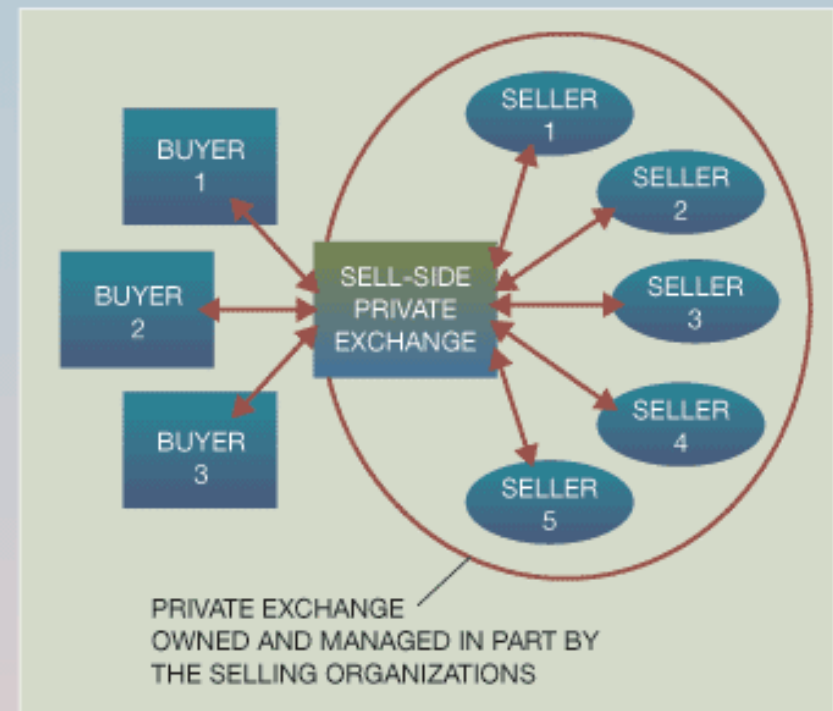 BUYER
1
BUYER
2
BUYER
3
SELL-SIDE
PRIVATE
EXCHANGE
SELLER
1
SELLER
2
SELLER
3
SELLER
4
SELLER
5
PRIVATE EXCHANGE
OWNED AND MANAGED IN PART BY
THE SELLING ORGANIZATIONS